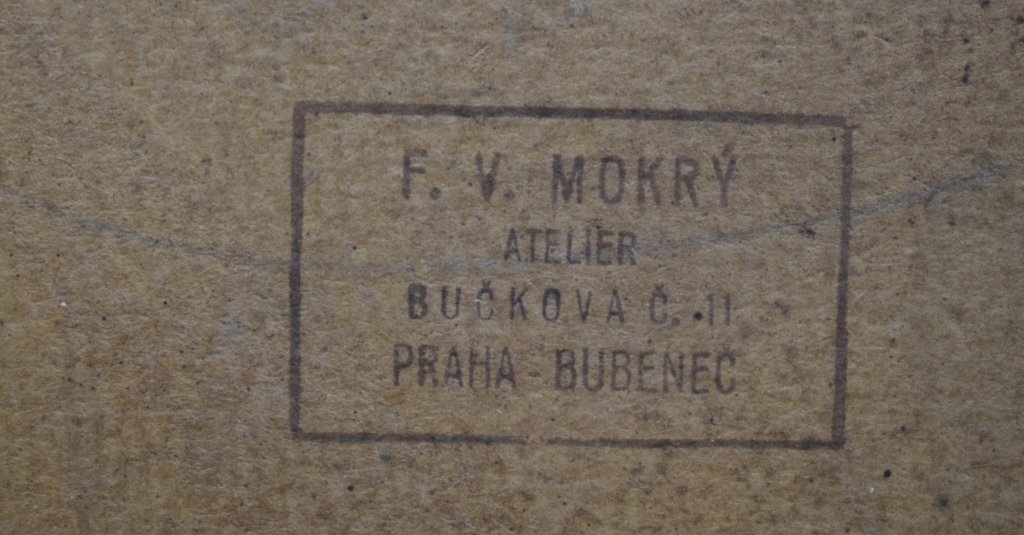 F. V. MOKRÝ
ATELIER
BUČKOVA Č. 11
PRAHA - BUBENEČ